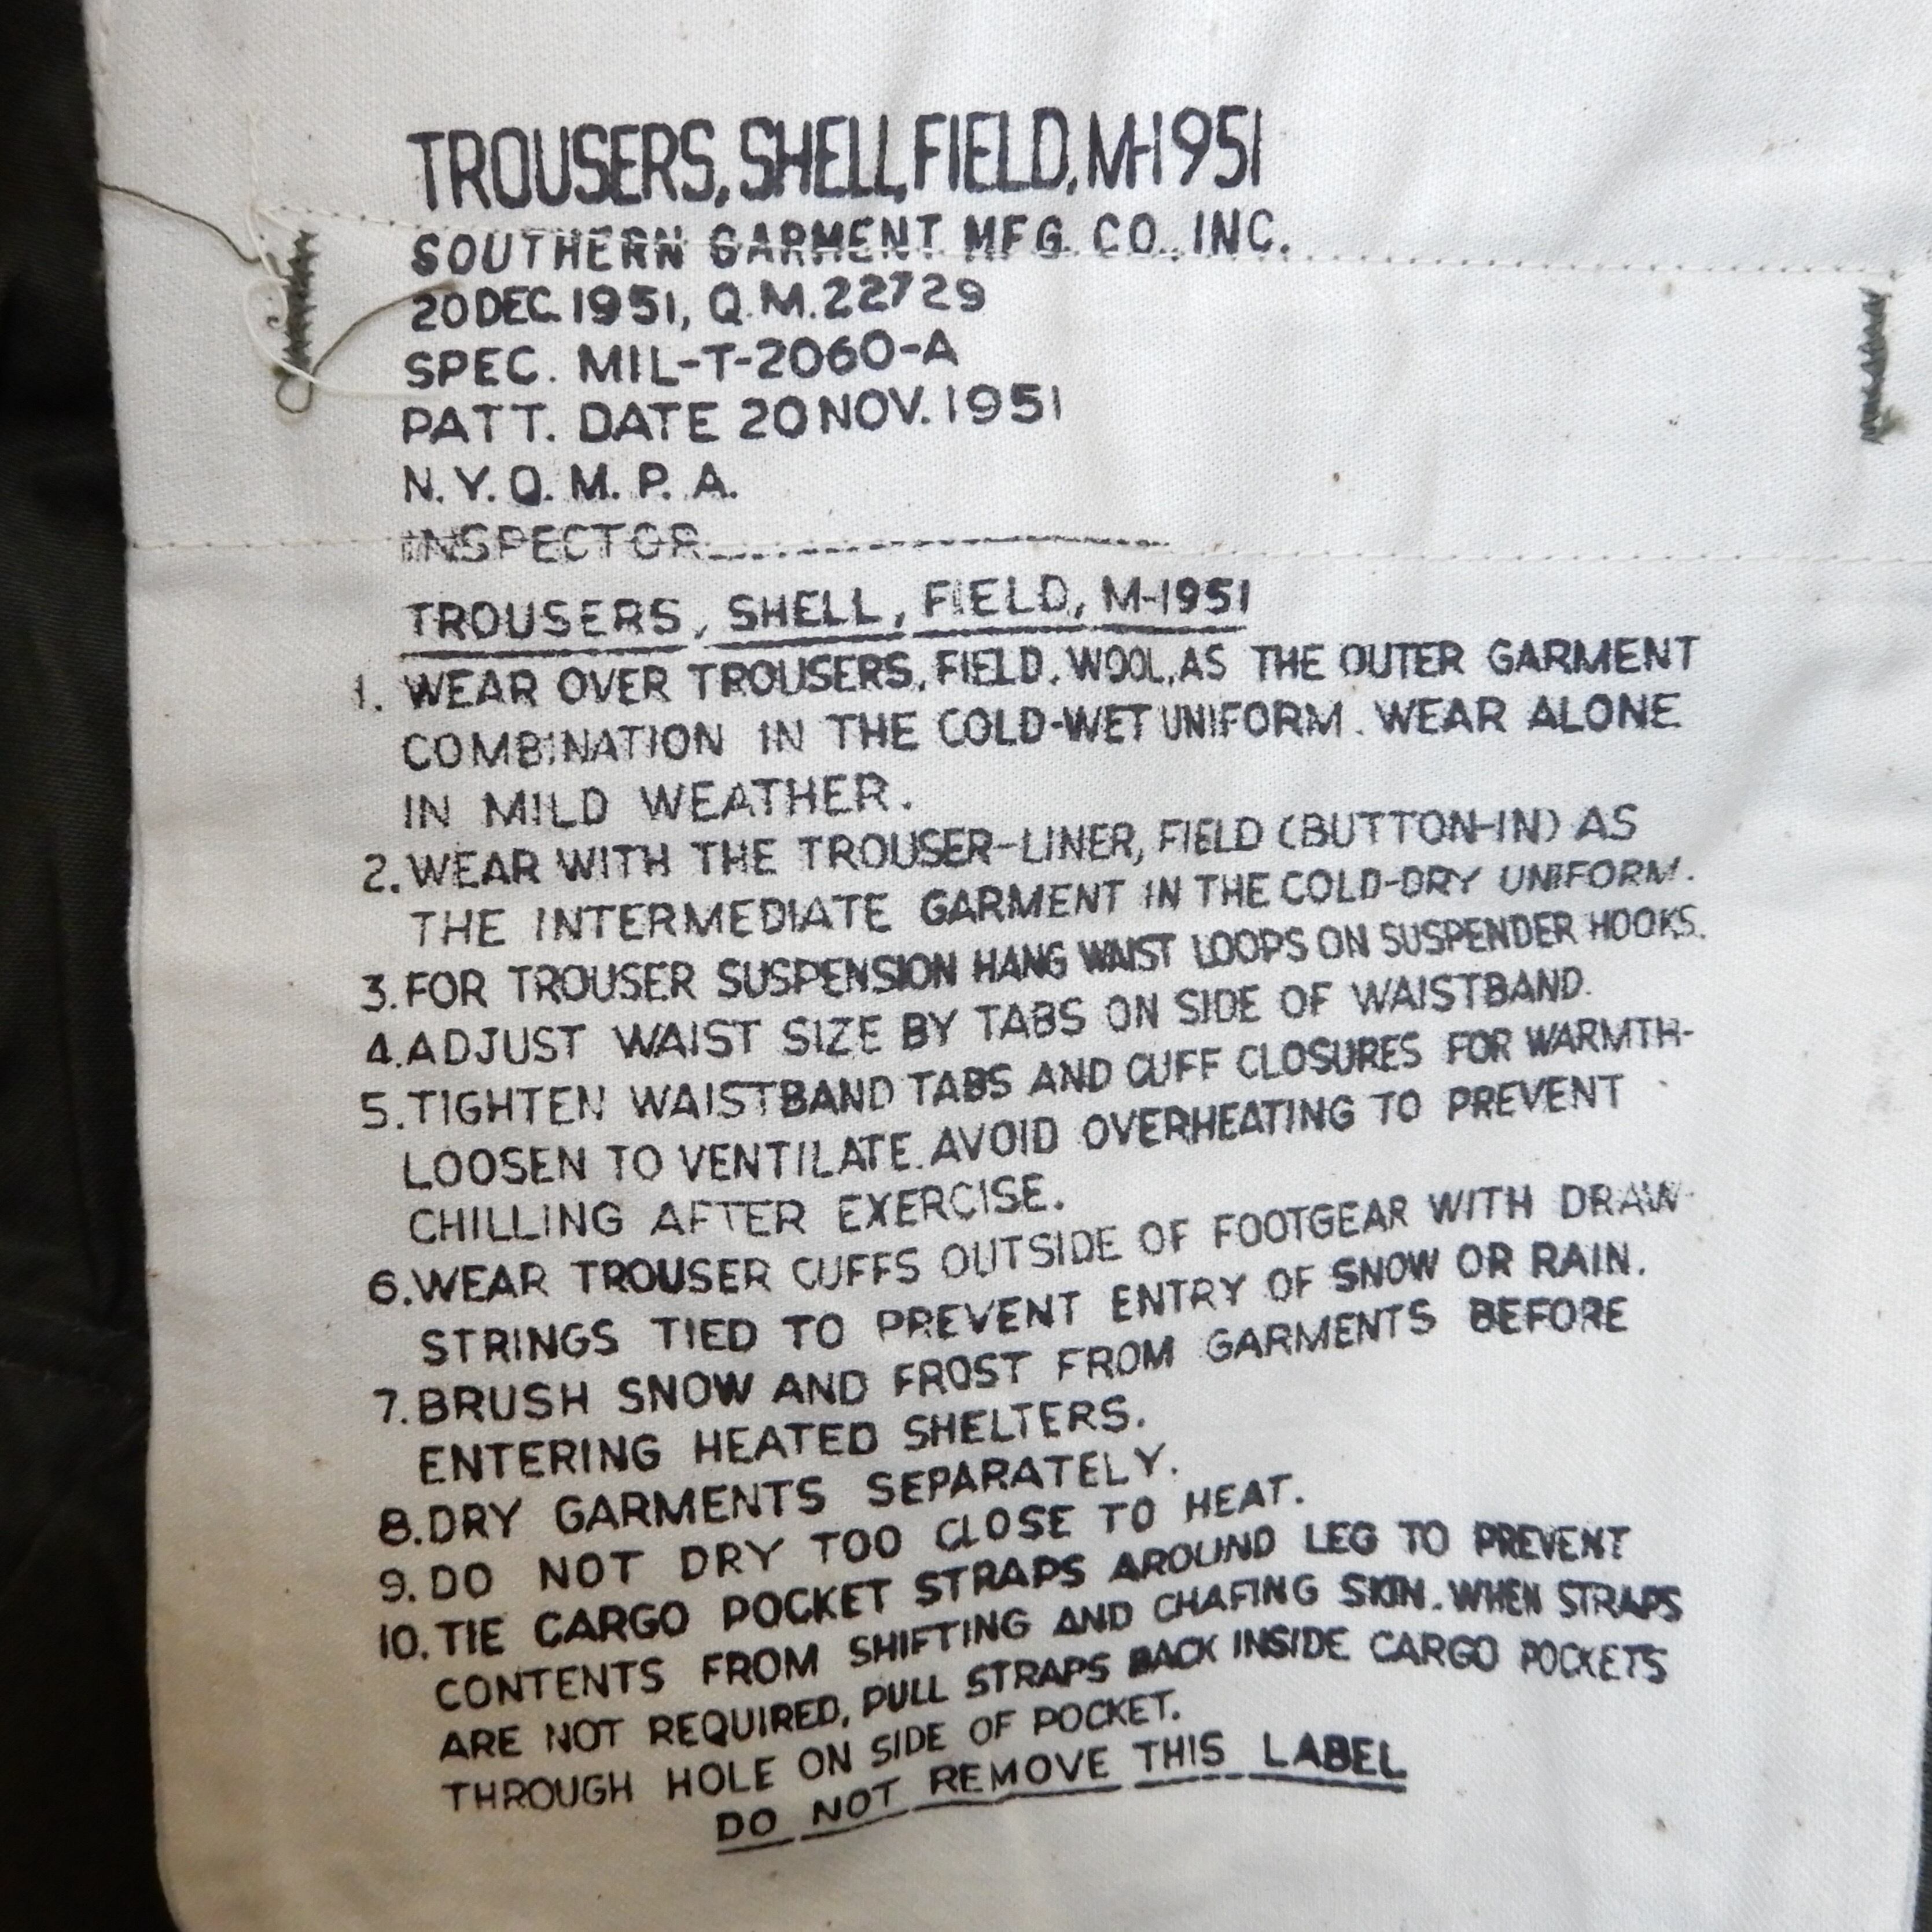 TROUSERS, SHELL, FIELD, M-1951
SOUTHERN GARMENT MFG. CO., INC.
20 DEC. 1951, Q.M. 22729
SPEC. MIL-T-2060-A
PATT. DATE 20 NOV. 1951
N. Y. Q. M. P. A.
INSPECTOR
TROUSERS, SHELL, FIELD, M-1951
1. WEAR OVER TROUSERS, FIELD, WOOL, AS THE OUTER GARMENT
COMBINATION IN THE COLD-WET UNIFORM. WEAR ALONE
IN MILD WEATHER.
2. WEAR WITH THE TROUSER-LINER, FIELD (BUTTON-IN) AS
THE INTERMEDIATE GARMENT IN THE COLD-DRY UNIFORM.
3. FOR TROUSER SUSPENSION HANG WAIST LOOPS ON SUSPENDER HOOKS.
4. ADJUST WAIST SIZE BY TABS ON SIDE OF WAISTBAND.
5. TIGHTEN WAISTBAND TABS AND CUFF CLOSURES FOR WARMTH-
LOOSEN TO VENTILATE. AVOID OVERHEATING TO PREVENT
CHILLING AFTER EXERCISE.
6. WEAR TROUSER CUFFS OUTSIDE OF FOOTGEAR WITH DRAW-
STRINGS TIED TO PREVENT ENTRY OF SNOW OR RAIN.
7. BRUSH SNOW AND FROST FROM GARMENTS BEFORE
ENTERING HEATED SHELTERS.
8. DRY GARMENTS SEPARATELY.
9. DO NOT DRY TOO CLOSE TO HEAT.
10. TIE CARGO POCKET STRAPS AROUND LEG TO PREVENT
CONTENTS FROM SHIFTING AND CHAFING SKIN. WHEN STRAPS
ARE NOT REQUIRED, PULL STRAPS BACK INSIDE CARGO POCKETS
THROUGH HOLE ON SIDE OF POCKET.
DO NOT REMOVE THIS LABEL